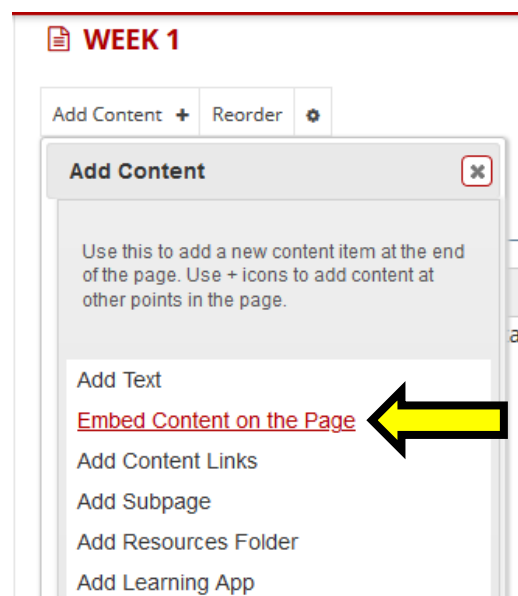 WEEK 1
Add Content + Reorder
Add Content
Use this to add a new content item at the end
of the page. Use + icons to add content at
other points in the page.
Add Text
Embed Content on the Page
Add Content Links
Add Subpage
Add Resources Folder
Add Learning App